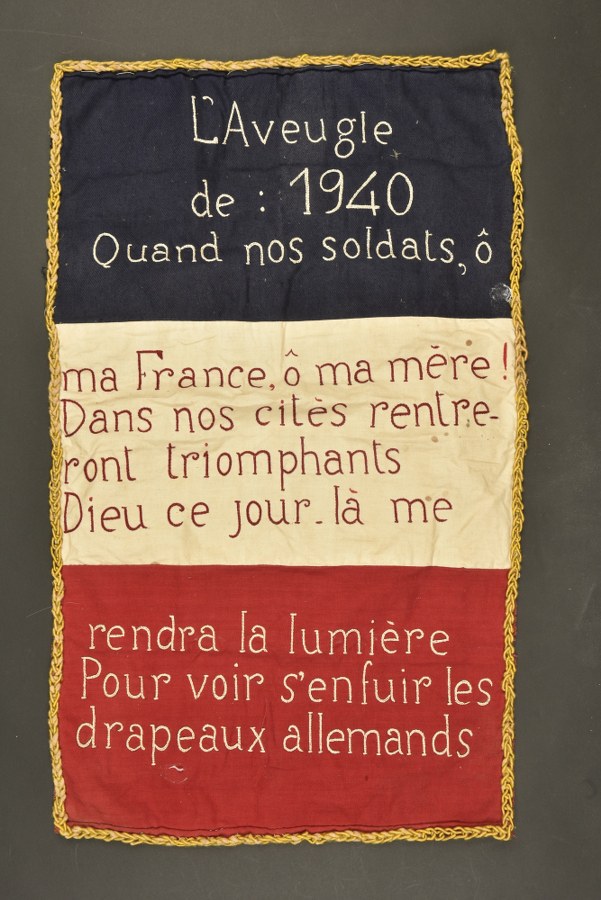 L'Aveugle
de : 1940
Quand nos soldats, ô
ma France, ô ma mère !
Dans nos citès rentre-
ront triomphants
Dieu ce jour-là me
rendra la lumière
Pour voir s'enfuir les
drapeaux allemands